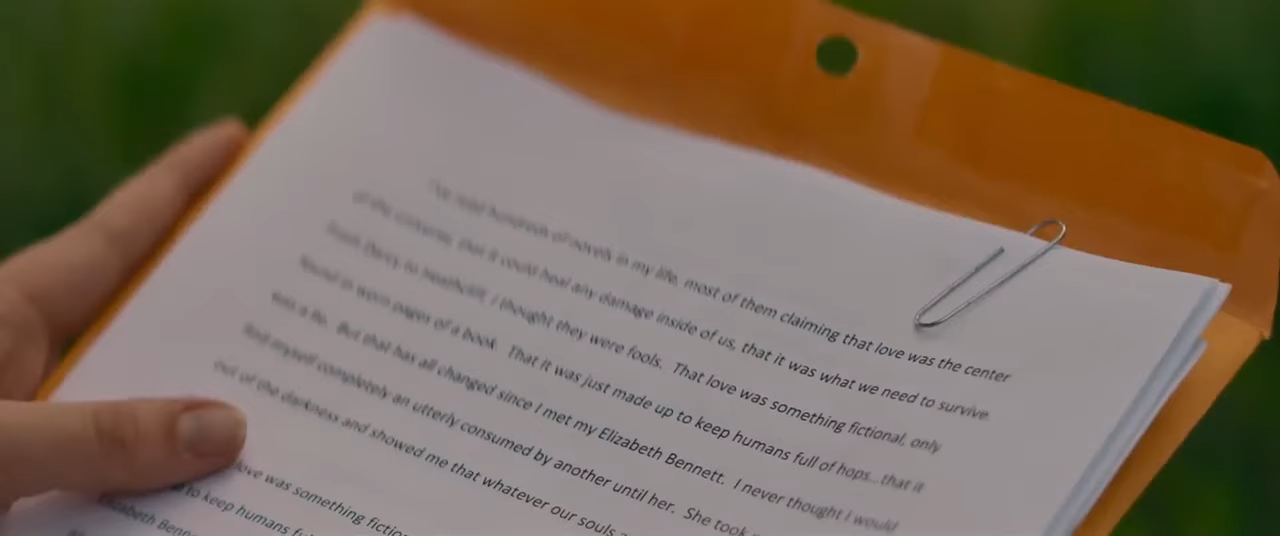 I've read hundreds of novels in my life, most of them claiming that love was the center
of the universe, that it could heal any damage inside of us, that it was what we need to survive.
From Darcy to Heathcliff, I thought they were fools. That love was something fictional, only
found in worn pages of a book. That it was just made up to keep humans full of hops...that it
was a lie. But that has all changed since I met my Elizabeth Bennett. I never thought I would
find myself completely an utterly consumed by another until her. She took
out of the darkness and showed me that whatever our souls
love was something fictio
to keep humans fu
Elizabeth Benn